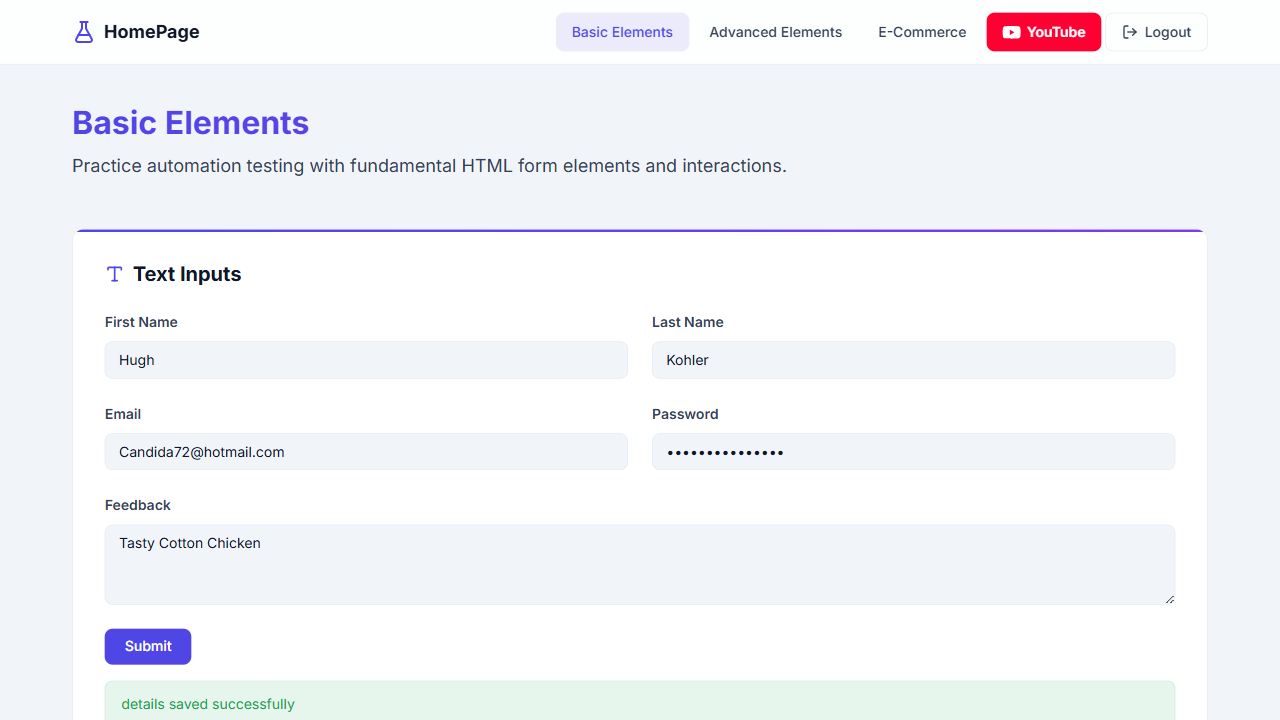 HomePage
Basic Elements
Advanced Elements
E-Commerce
YouTube
Logout
Basic Elements
Practice automation testing with fundamental HTML form elements and interactions.
Text Inputs
First Name
Last Name
Hugh
Kohler
Email
Password
Candida72@hotmail.com
•••••••••••••••
Feedback
Tasty Cotton Chicken
Submit
details saved successfully